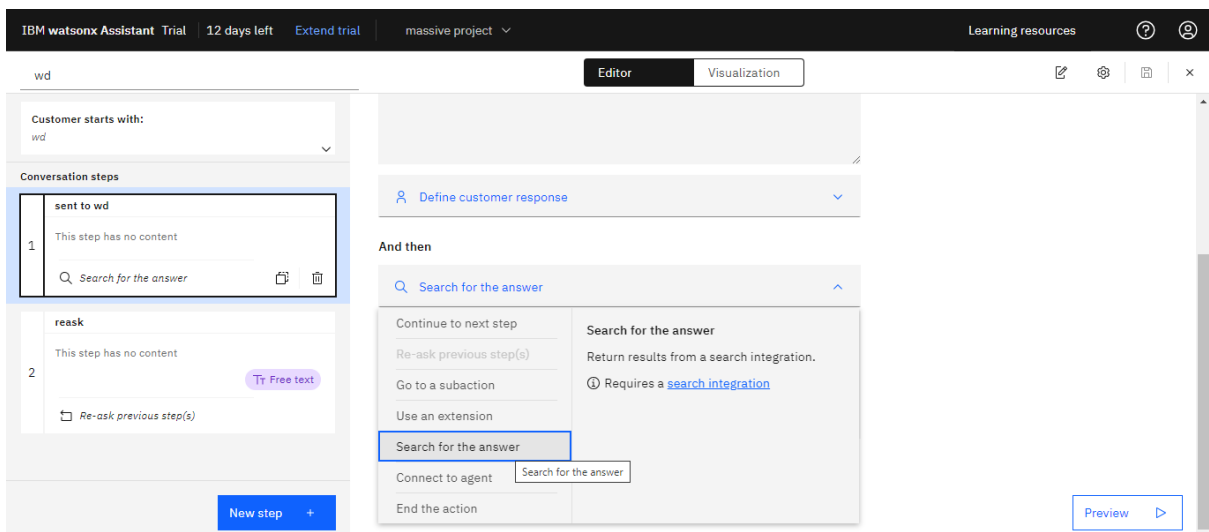 IBM watsonx Assistant Trial 12 days left Extend trial massive project Learning resources
wd Editor Visualization
Customer starts with:
wd
Conversation steps
1
sent to wd
This step has no content
Search for the answer
2
reask
This step has no content
Free text
Re-ask previous step(s)
New step +
Define customer response
And then
Search for the answer
Continue to next step
Re-ask previous step(s)
Go to a subaction
Use an extension
Search for the answer
Search for the answer
Connect to agent
End the action
Search for the answer
Return results from a search integration.
Requires a search integration
Preview